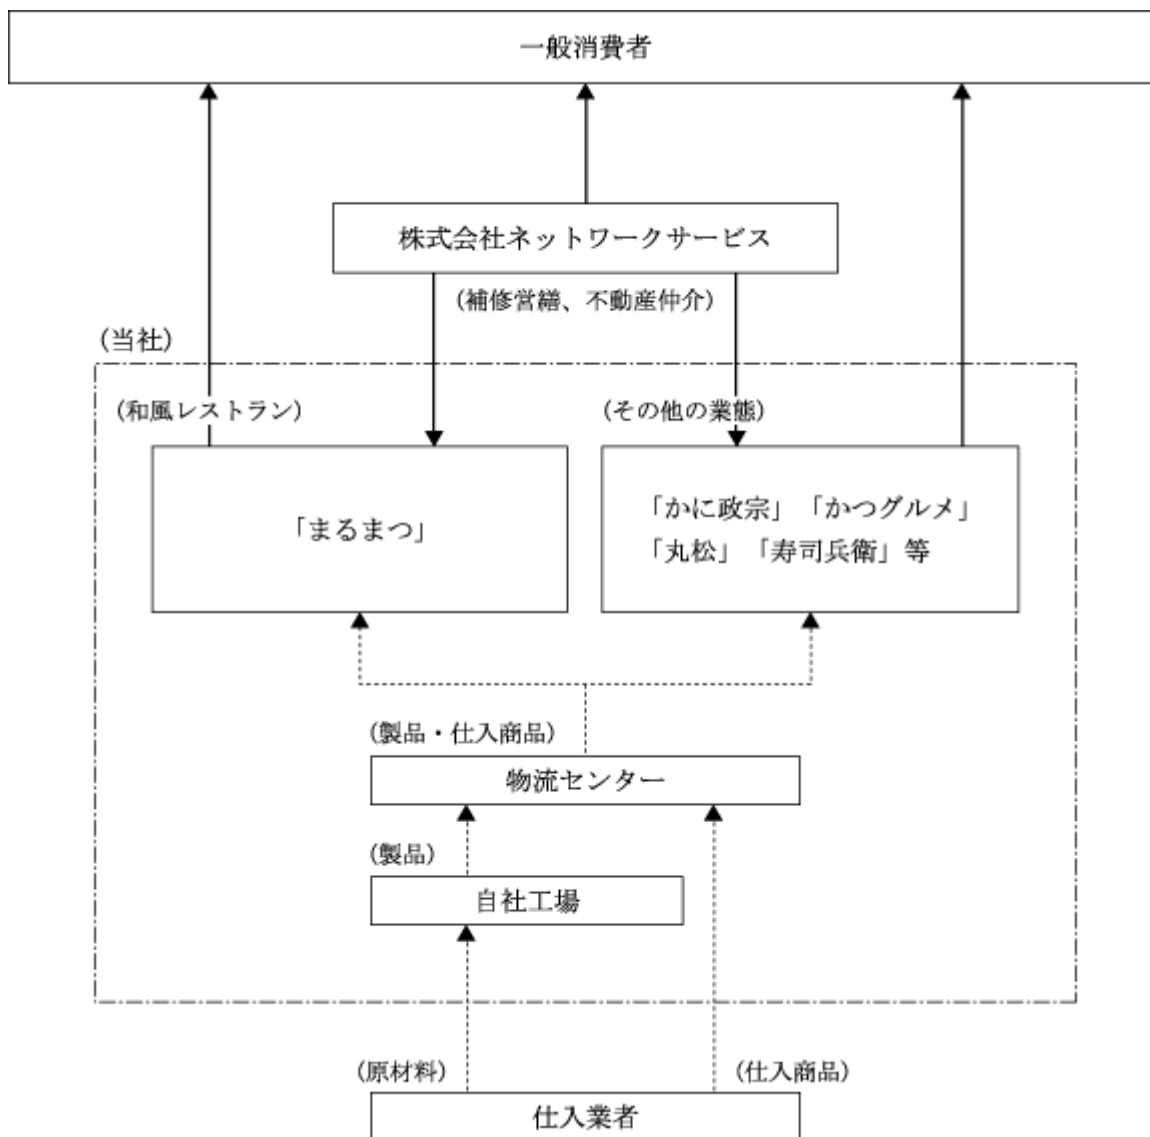 一般消費者
株式会社ネットワークサービス
(補修営繕、不動産仲介)
(当社)
(和風レストラン)
(その他の業態)
「まるまつ」
「かに政宗」「かつグルメ」
「丸松」「寿司兵衛」等
(製品・仕入商品)
物流センター
(製品)
自社工場
(原材料)
(仕入商品)
仕入業者